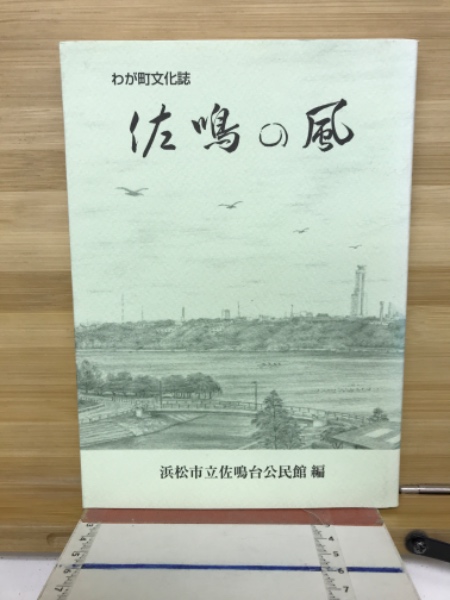 わが町文化誌
佐鳴の風
浜松市立佐鳴台公民館 編